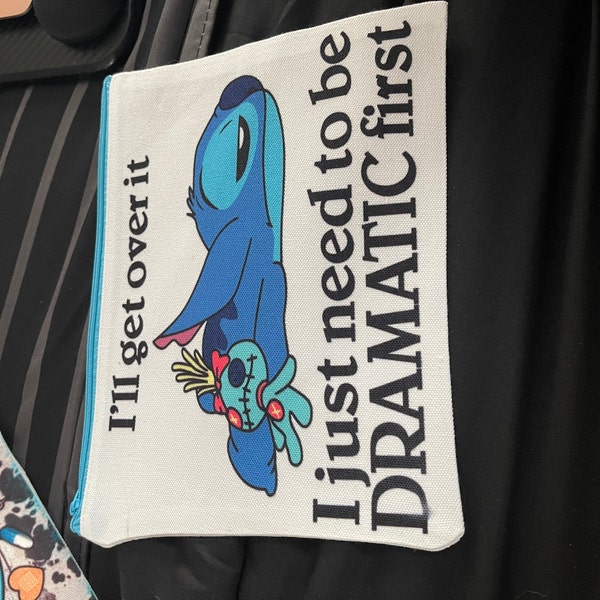 I'll get over it
I just need to be
DRAMATIC first